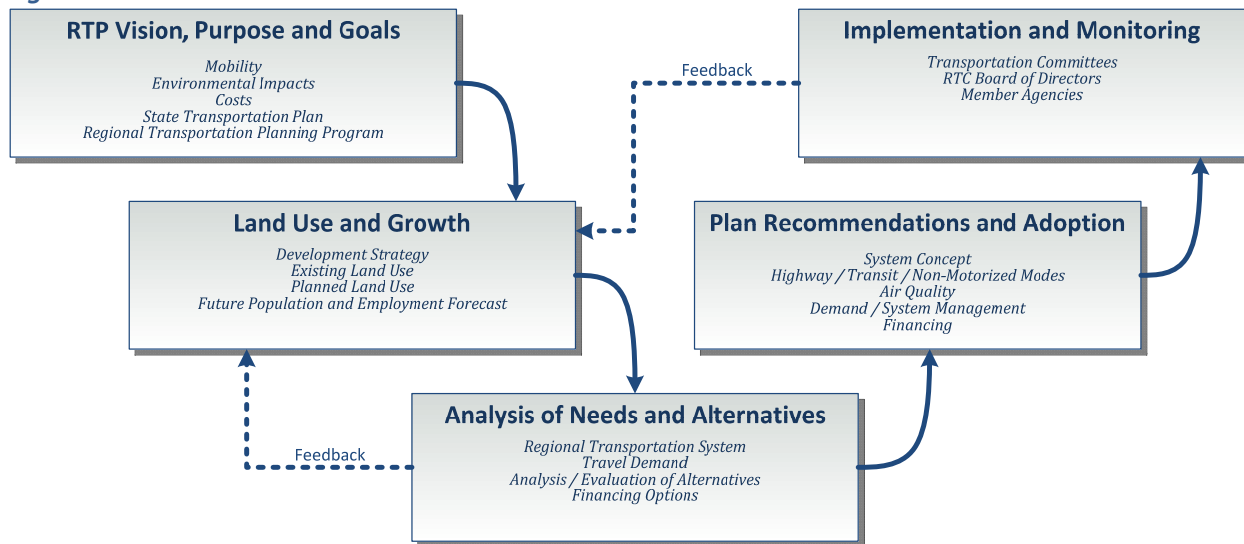 RTP Vision, Purpose and Goals
Mobility
Environmental Impacts
Costs
State Transportation Plan
Regional Transportation Planning Program
Implementation and Monitoring
Transportation Committees
RTC Board of Directors
Member Agencies
Feedback
Land Use and Growth
Development Strategy
Existing Land Use
Planned Land Use
Future Population and Employment Forecast
Plan Recommendations and Adoption
System Concept
Highway / Transit / Non-Motorized Modes
Air Quality
Demand / System Management
Financing
Analysis of Needs and Alternatives
Regional Transportation System
Travel Demand
Analysis / Evaluation of Alternatives
Financing Options
Feedback